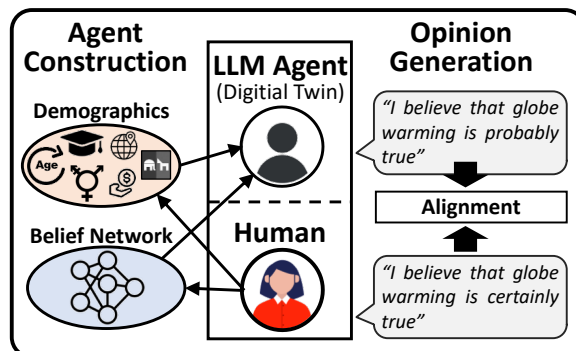 Agent
Construction
Demographics
Age
Belief Network
LLM Agent
(Digitial Twin)
Human
Opinion
Generation
“I believe that globe
warming is probably
true”
Alignment
“I believe that globe
warming is certainly
true”